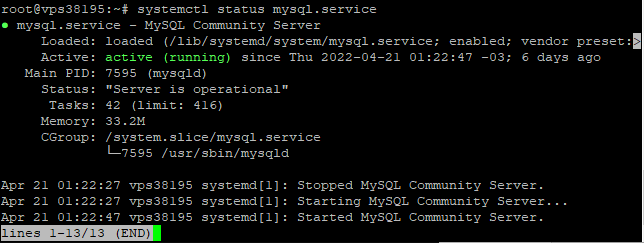 root@vps38195:~# systemctl status mysql.service
● mysql.service - MySQL Community Server
Loaded: loaded (/lib/systemd/system/mysql.service; enabled; vendor preset:>
Active: active (running) since Thu 2022-04-21 01:22:47 -03; 6 days ago
Main PID: 7595 (mysqld)
Status: "Server is operational"
Tasks: 42 (limit: 416)
Memory: 33.2M
CGroup: /system.slice/mysql.service
└─7595 /usr/sbin/mysqld
Apr 21 01:22:27 vps38195 systemd[1]: Stopped MySQL Community Server.
Apr 21 01:22:27 vps38195 systemd[1]: Starting MySQL Community Server...
Apr 21 01:22:47 vps38195 systemd[1]: Started MySQL Community Server.
lines 1-13/13 (END)